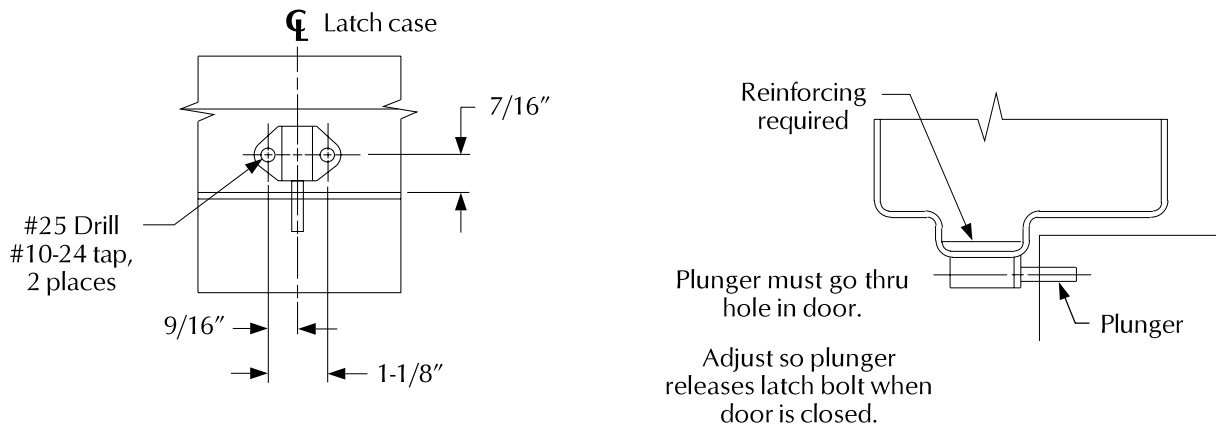 ℄ Latch case
7/16″
#25 Drill
#10-24 tap,
2 places
9/16″
1-1/8″
Reinforcing
required
Plunger must go thru
hole in door.
Plunger
Adjust so plunger
releases latch bolt when
door is closed.